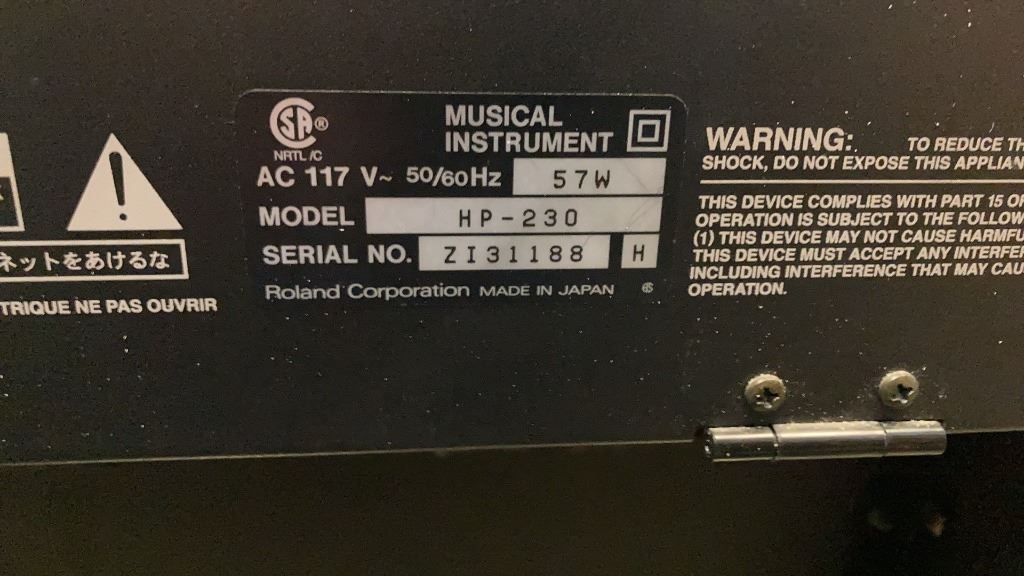 ネットをあけるな
TRIQUE NE PAS OUVRIR
SA®
NRTL/C
MUSICAL
INSTRUMENT
AC 117 V~ 50/60Hz 57W
MODEL HP-230
SERIAL NO. ZI31188 H
Roland Corporation MADE IN JAPAN
WARNING: TO REDUCE TH
SHOCK, DO NOT EXPOSE THIS APPLIAN
THIS DEVICE COMPLIES WITH PART 15 OF
OPERATION IS SUBJECT TO THE FOLLOW
(1) THIS DEVICE MAY NOT CAUSE HARMFU
THIS DEVICE MUST ACCEPT ANY INTERFER
INCLUDING INTERFERENCE THAT MAY CAU
OPERATION.